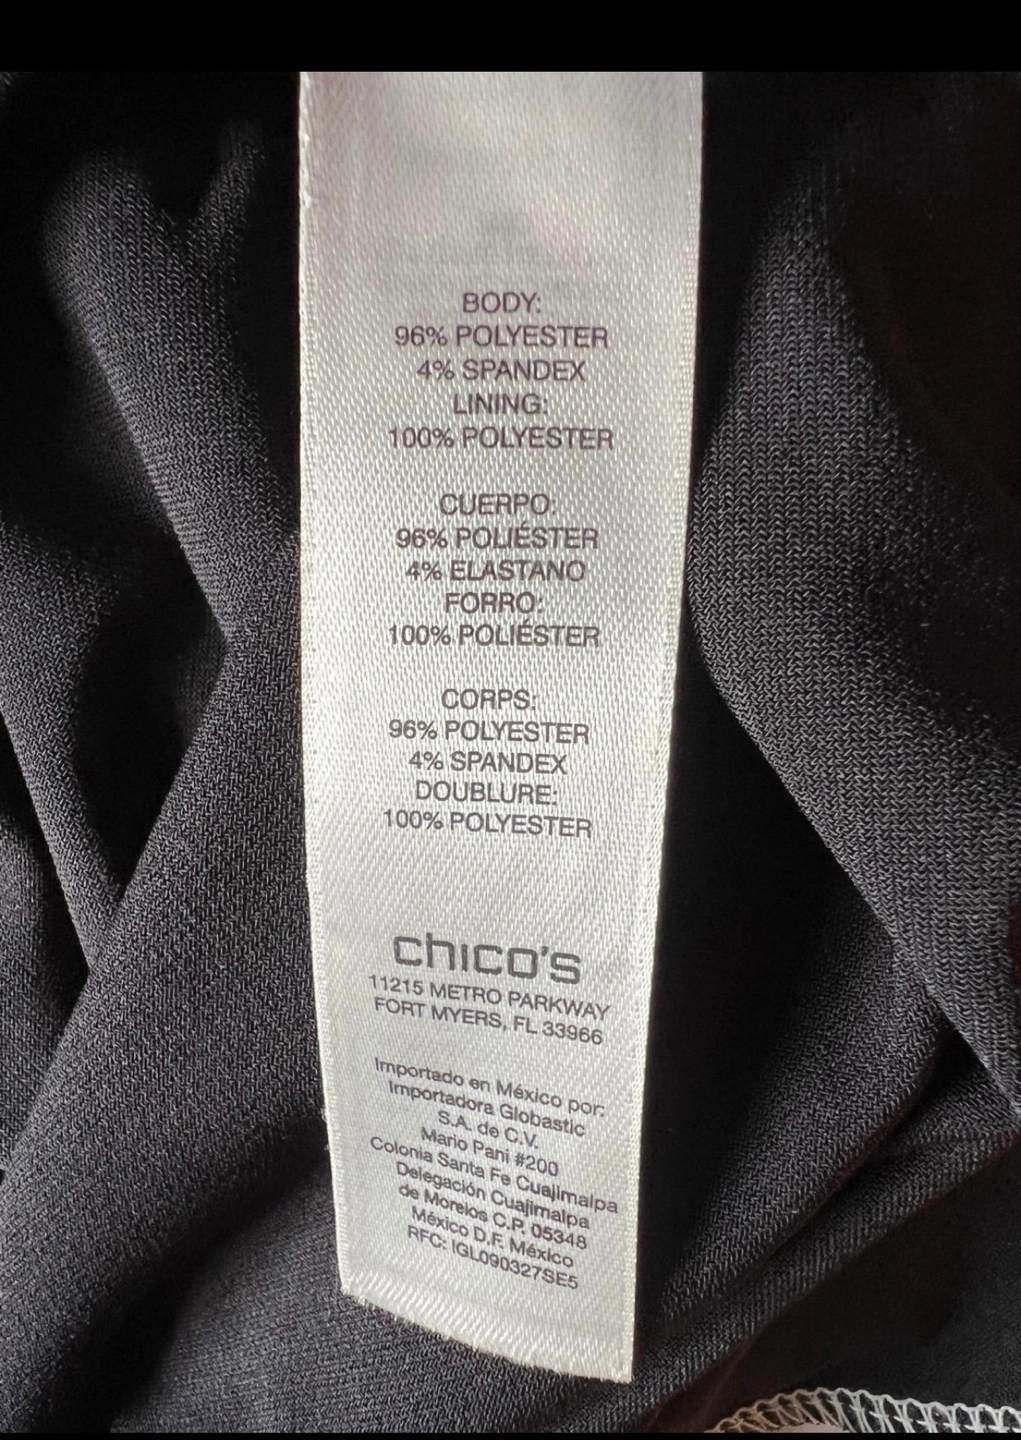 BODY:
96% POLYESTER
4% SPANDEX
LINING:
100% POLYESTER
CUERPO:
96% POLIÉSTER
4% ELASTANO
FORRO:
100% POLIÉSTER
CORPS:
96% POLYESTER
4% SPANDEX
DOUBLURE:
100% POLYESTER
chico's
11215 METRO PARKWAY
FORT MYERS, FL 33966
Importado en México por:
Importadora Globastic
S.A. de C.V.
Mario Pani #200
Colonia Santa Fe Cuajimalpa
Delegación Cuajimalpa
de Morelos C.P. 05348
México D.F. México
RFC: IGL090327SE5